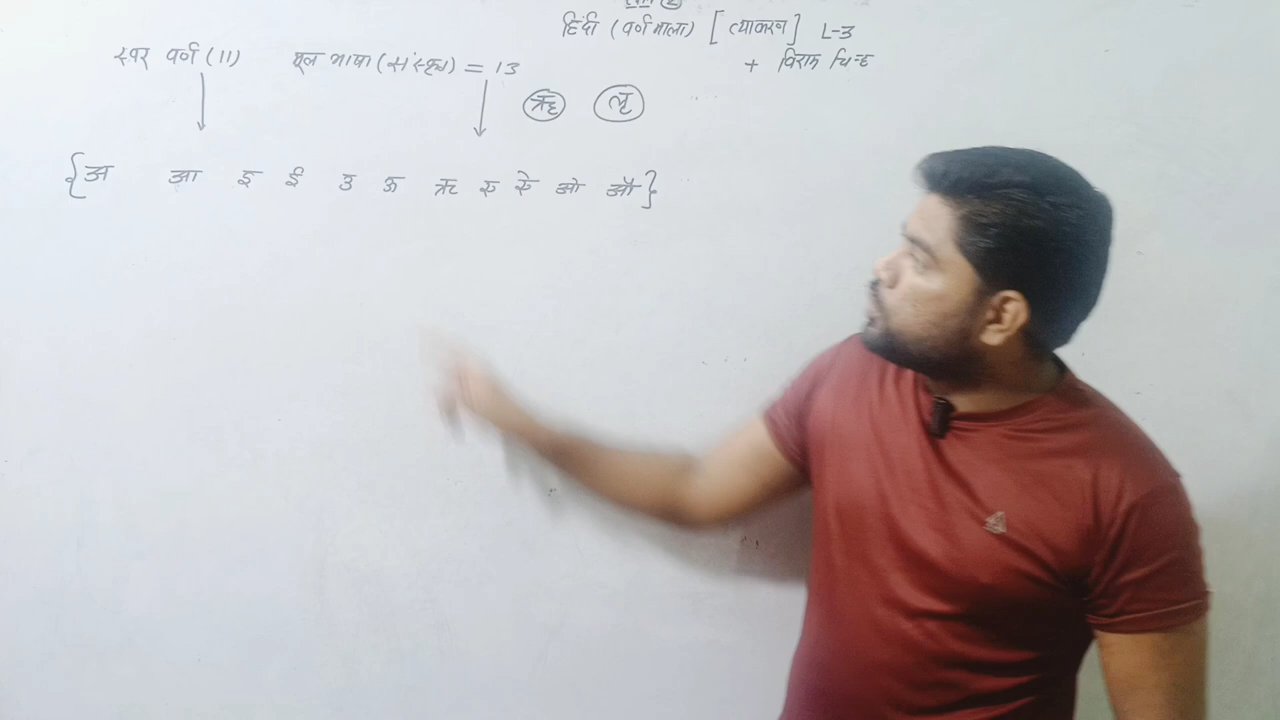 हिंदी (वर्णमाला) [व्याकरण] L-3
+ विराम चिन्ह
स्वर वर्ण (11) मूल भाषा (संस्कृत) = 13
ॠ लृ
{अ आ इ ई उ ऊ ऋ ए ऐ ओ औ}